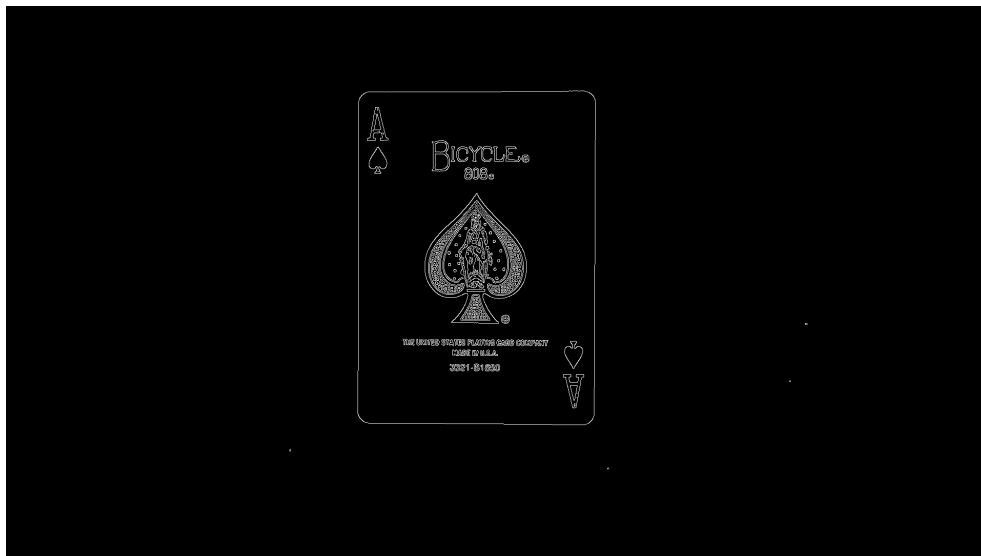 A
BICYCLE®
808®
®
THE UNITED STATES PLAYING CARD COMPANY
MADE IN U.S.A.
A